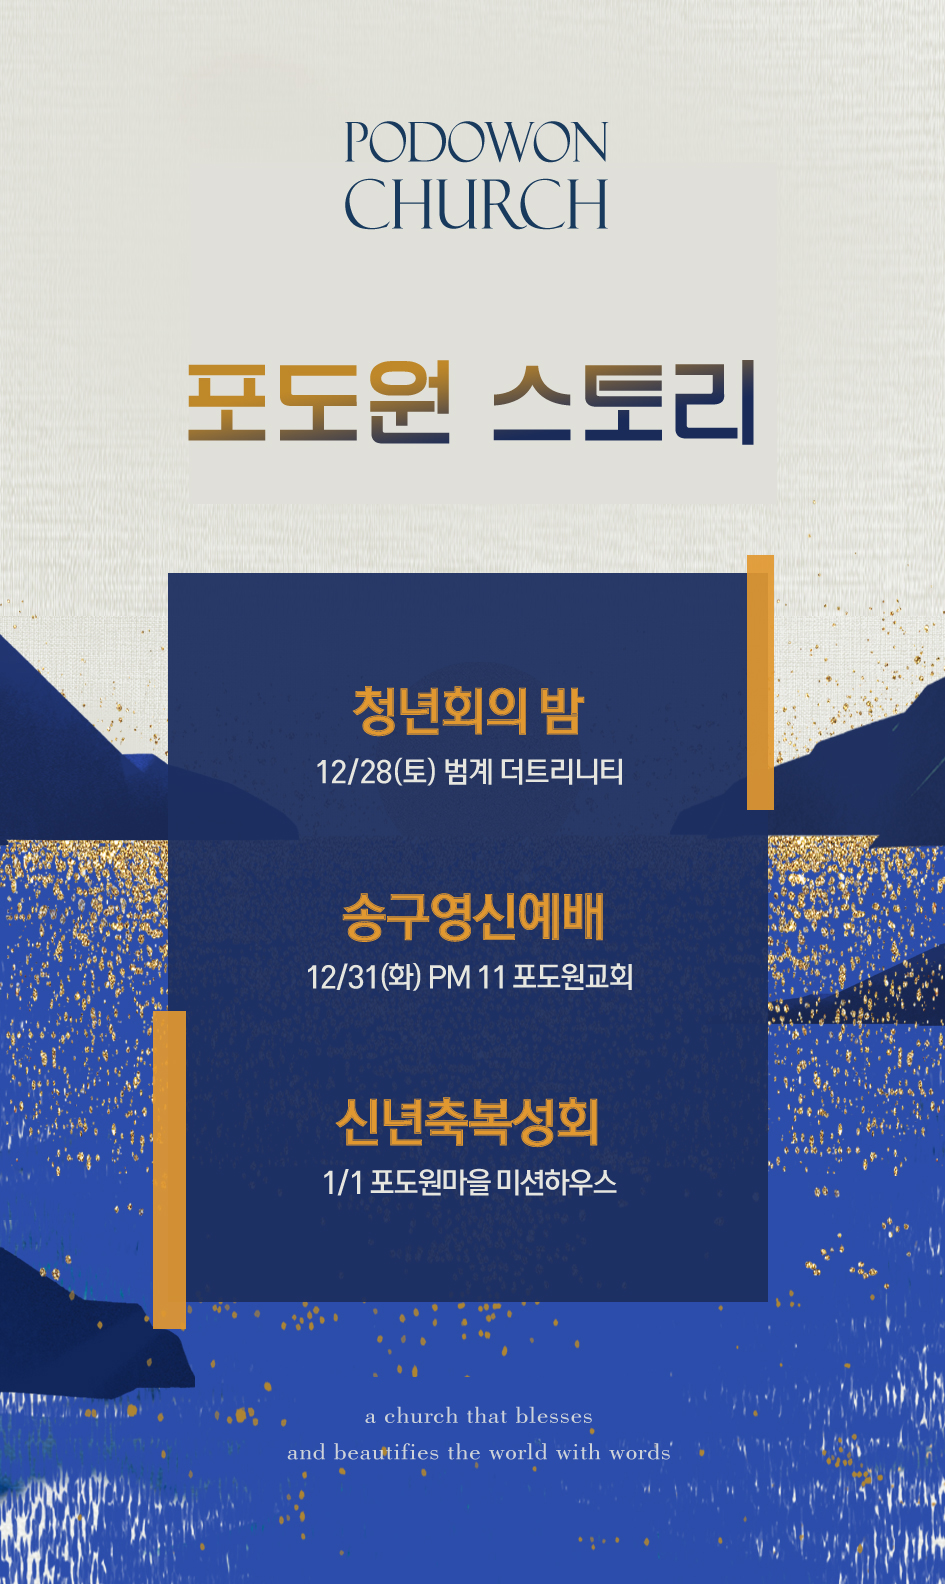 PODOWON
CHURCH
포도원 스토리
청년회의 밤
12/28(토) 범계 더트리니티
송구영신예배
12/31(화) PM 11 포도원교회
신년축복성회
1/1 포도원마을 미션하우스
a church that blesses
and beautifies the world with words